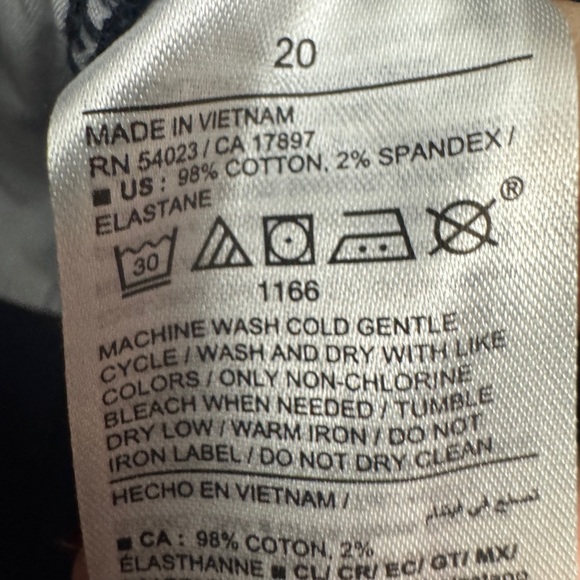 20
MADE IN VIETNAM
RN 54023 / CA 17897
■ US : 98% COTTON, 2% SPANDEX /
ELASTANE
30 ®
1166
MACHINE WASH COLD GENTLE
CYCLE / WASH AND DRY WITH LIKE
COLORS / ONLY NON-CHLORINE
BLEACH WHEN NEEDED / TUMBLE
DRY LOW / WARM IRON / DO NOT
IRON LABEL / DO NOT DRY CLEAN
HECHO EN VIETNAM / صنع في فيتنام
■ CA : 98% COTON, 2%
ÉLASTHANNE ■ CL/ CR/ EC/ GT/ MX/